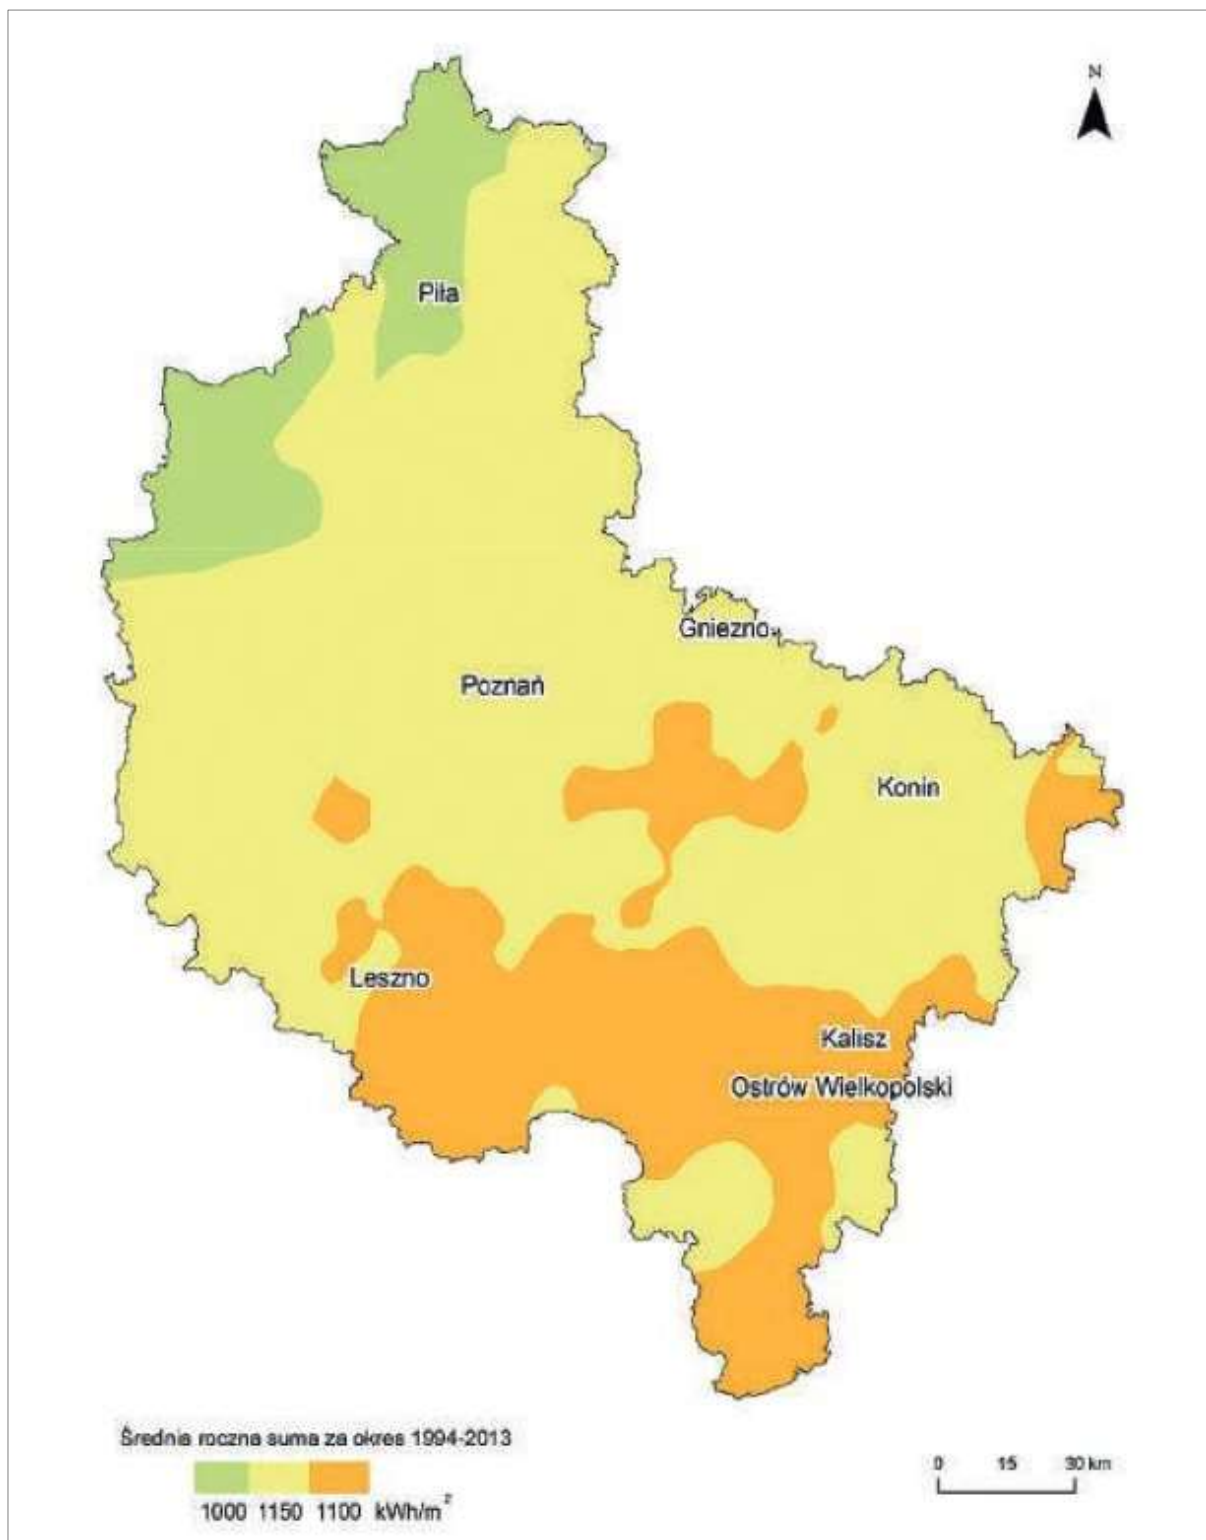 N
Piła
Gniezno
Poznań
Konin
Leszno
Kalisz
Ostrów Wielkopolski
Średnia roczna suma za okres 1994-2013
0 15 30 km
1000 1150 1100 kWh/m²